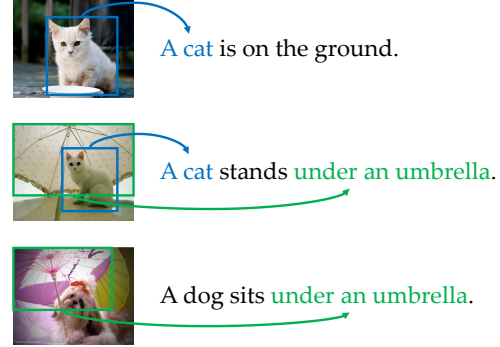 A cat is on the ground.
A cat stands under an umbrella.
A dog sits under an umbrella.